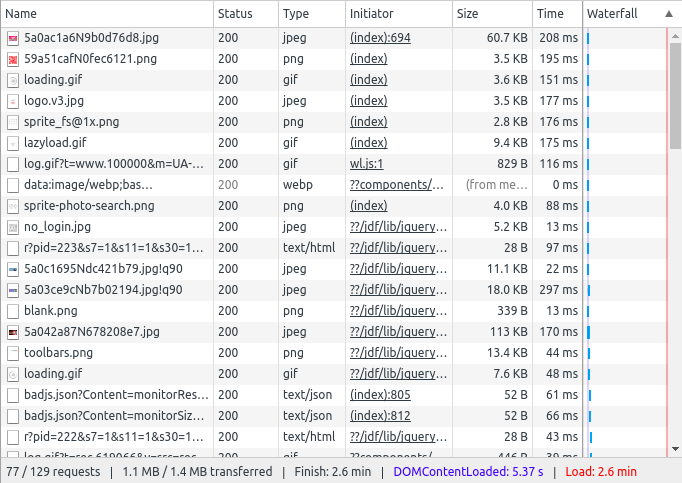 Name Status Type Initiator Size Time Waterfall ▲
5a0ac1a6N9b0d76d8.jpg 200 jpeg (index):694 60.7 KB 208 ms
59a51cafN0fec6121.png 200 png (index) 3.5 KB 195 ms
loading.gif 200 gif (index) 3.6 KB 151 ms
logo.v3.jpg 200 jpeg (index) 3.5 KB 177 ms
sprite_fs@1x.png 200 png (index) 2.8 KB 176 ms
lazyload.gif 200 gif (index) 9.4 KB 175 ms
log.gif?t=www.100000&m=UA-... 200 gif wl.js:1 829 B 116 ms
data:image/webp;bas... 200 webp ??components/... (from me... 0 ms
sprite-photo-search.png 200 png (index) 4.0 KB 88 ms
no_login.jpg 200 jpeg ??/jdf/lib/jquery... 5.2 KB 13 ms
r?pid=223&s7=1&s11=1&s30=1... 200 text/html ??/jdf/lib/jquery... 28 B 97 ms
5a0c1695Ndc421b79.jpg!q90 200 jpeg ??/jdf/lib/jquery... 11.1 KB 22 ms
5a03ce9cNb7b02194.jpg!q90 200 jpeg ??/jdf/lib/jquery... 18.0 KB 297 ms
blank.png 200 png ??/jdf/lib/jquery... 339 B 13 ms
5a042a87N678208e7.jpg 200 jpeg ??/jdf/lib/jquery... 113 KB 170 ms
toolbars.png 200 png ??/jdf/lib/jquery... 13.4 KB 44 ms
loading.gif 200 gif ??/jdf/lib/jquery... 7.6 KB 48 ms
badjs.json?Content=monitorRes... 200 text/json (index):805 52 B 61 ms
badjs.json?Content=monitorSiz... 200 text/json (index):812 52 B 66 ms
r?pid=222&s7=1&s11=1&s30=1... 200 text/html ??/jdf/lib/jquery... 28 B 43 ms
200 gif ??components/... 446 B 39 ms
77 / 129 requests | 1.1 MB / 1.4 MB transferred | Finish: 2.6 min | DOMContentLoaded: 5.37 s | Load: 2.6 min